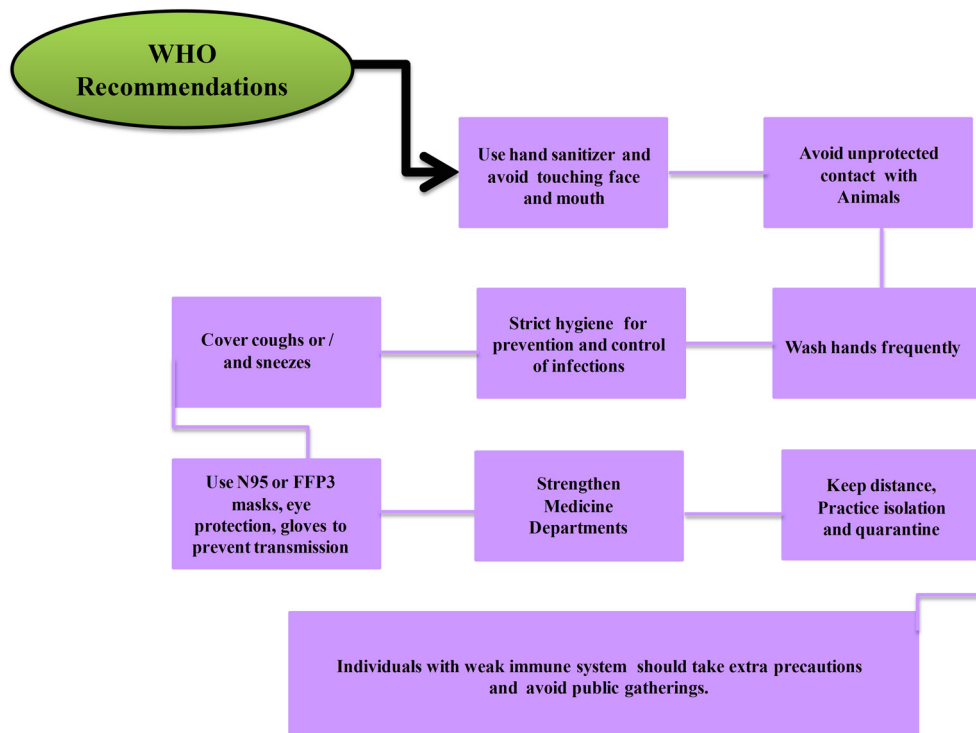 WHO
Recommendations
Use hand sanitizer and
avoid touching face
and mouth
Avoid unprotected
contact with
Animals
Wash hands frequently
Strict hygiene for
prevention and control
of infections
Cover coughs or /
and sneezes
Use N95 or FFP3
masks, eye
protection, gloves to
prevent transmission
Strengthen
Medicine
Departments
Keep distance,
Practice isolation
and quarantine
Individuals with weak immune system should take extra precautions
and avoid public gatherings.